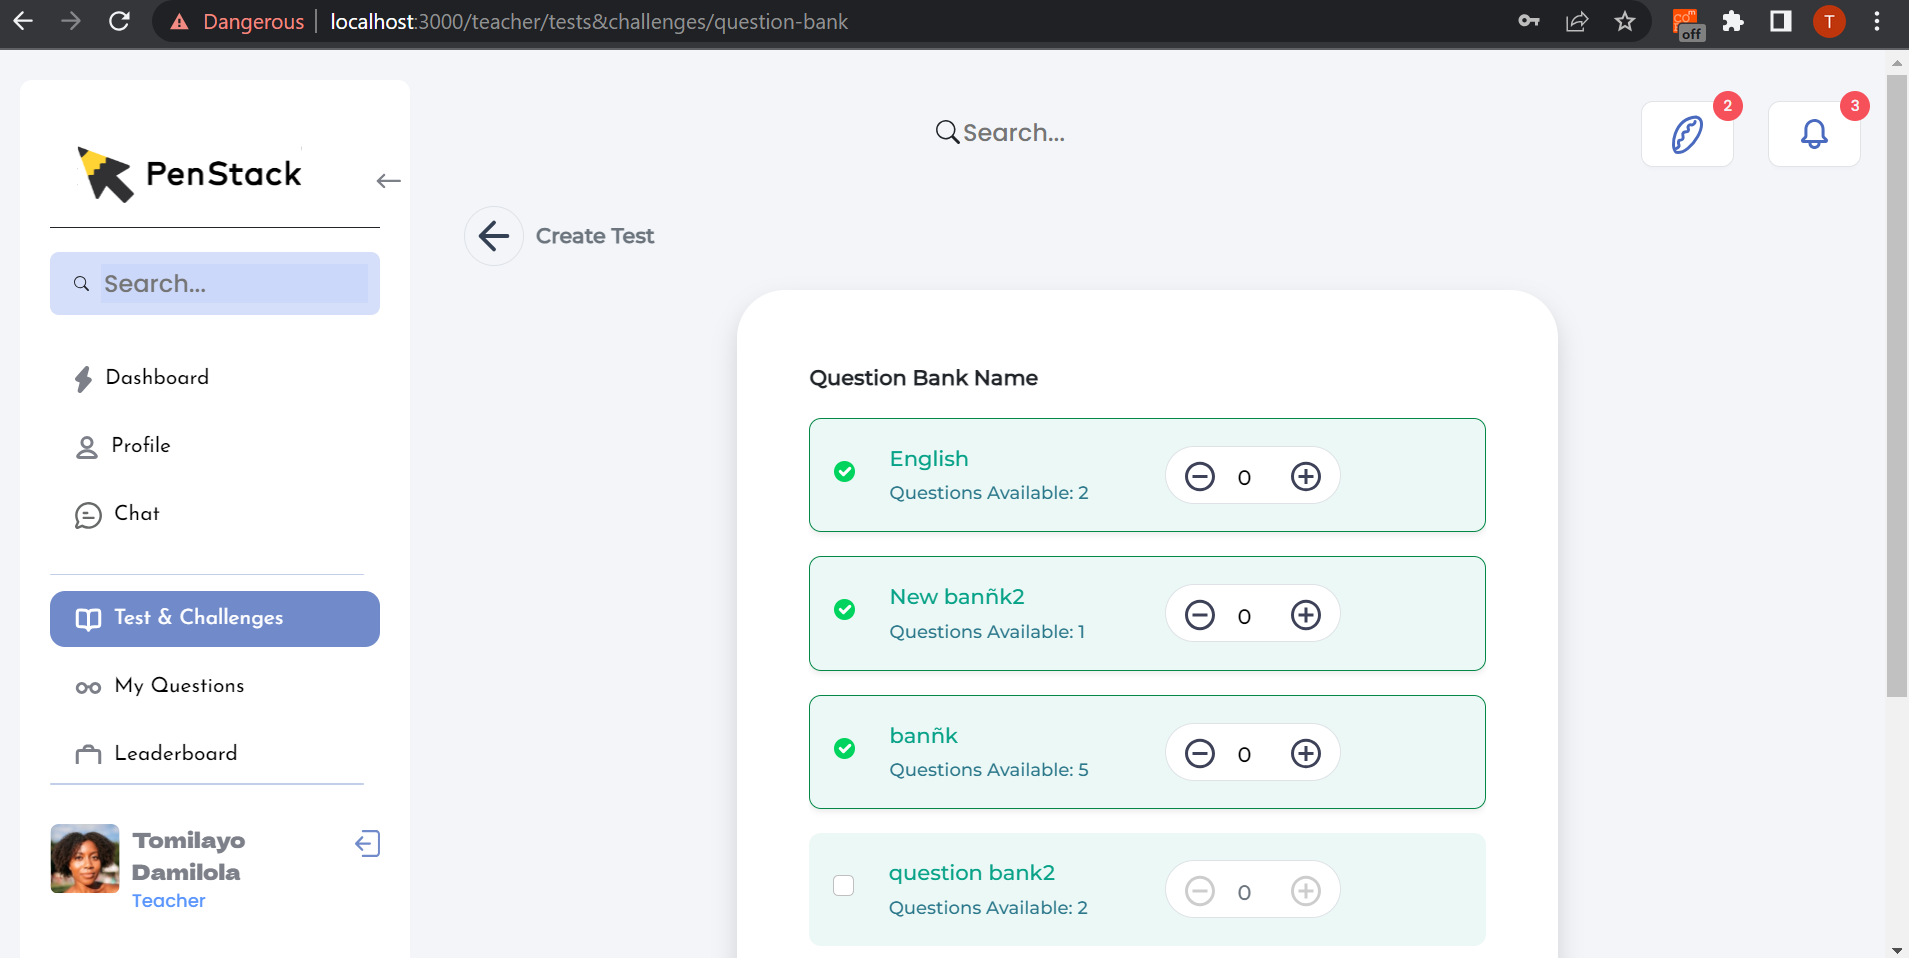 Dangerous localhost:3000/teacher/tests&challenges/question-bank
off
T
PenStack
Search...
Dashboard
Profile
Chat
Test & Challenges
My Questions
Leaderboard
Tomilayo
Damilola
Teacher
Search...
2
3
Create Test
Question Bank Name
English
Questions Available: 2
0
New banñk2
Questions Available: 1
0
banñk
Questions Available: 5
0
question bank2
Questions Available: 2
0